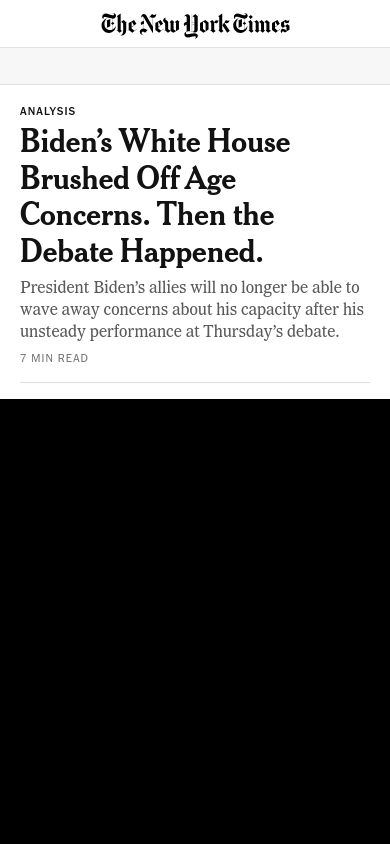 The New York Times
ANALYSIS
Biden’s White House
Brushed Off Age
Concerns. Then the
Debate Happened.
President Biden’s allies will no longer be able to
wave away concerns about his capacity after his
unsteady performance at Thursday’s debate.
7 MIN READ